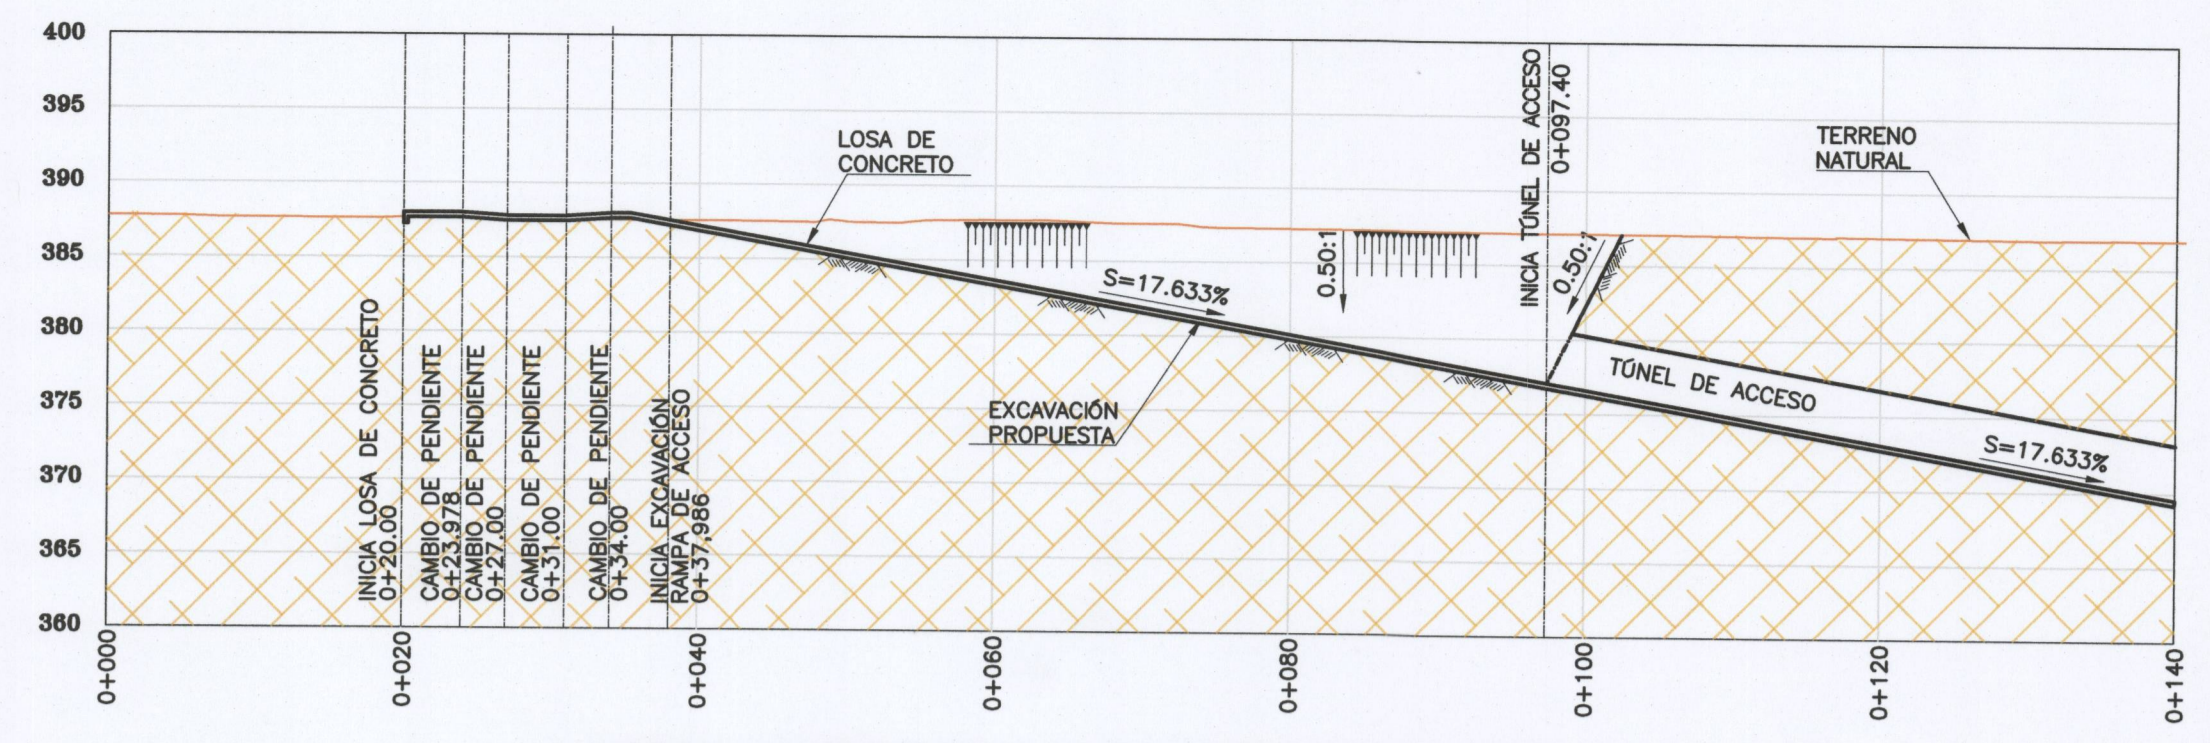 400
395
390
385
380
375
370
365
360
LOSA DE
CONCRETO
S=17.633%
EXCAVACIÓN
PROPUESTA
0.50:1
INICIA TÚNEL DE ACCESO
0+097.40
0.50:1
TERRENO
NATURAL
TÚNEL DE ACCESO
S=17.633%
INICIA LOSA DE CONCRETO
0+20.00
CAMBIO DE PENDIENTE
0+23.978
CAMBIO DE PENDIENTE
0+27.00
CAMBIO DE PENDIENTE
0+31.00
CAMBIO DE PENDIENTE
0+34.00
INICIA EXCAVACIÓN
RAMPA DE ACCESO
0+37,986
0+000
0+020
0+040
0+060
0+080
0+100
0+120
0+140